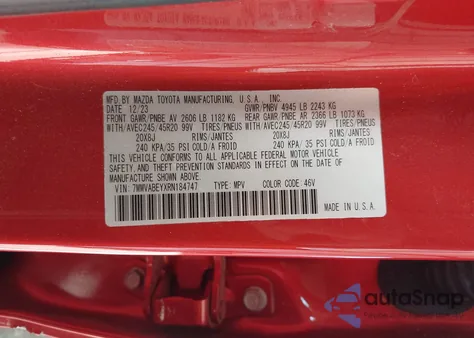 MFD.BY MAZDA TOYOTA MANUFACTURING, U.S.A., INC.
DATE 12/23 GVWR/PNBV 4945 LB 2243 KG
FRONT GAWR/PNBE AV 2606 LB 1182 KG REAR GAWR/PNBE AR 2366 LB 1073 KG
WITH/AVEC245/45R20 99V TIRES/PNEUS WITH/AVEC245/45R20 99V TIRES/PNEUS
20X8J RIMS/JANTES 20X8J RIMS/JANTES
240 KPA/35 PSI COLD/A FROID 240 KPA/35 PSI COLD/A FROID
THIS VEHICLE CONFORMS TO ALL APPLICABLE FEDERAL MOTOR VEHICLE
SAFETY, AND THEFT PREVENTION STANDARDS IN EFFECT ON THE DATE OF
MANUFACTURE SHOWN ABOVE.
VIN: 7MMVABEYXRN184747 TYPE: MPV COLOR CODE: 46V
autoSnap